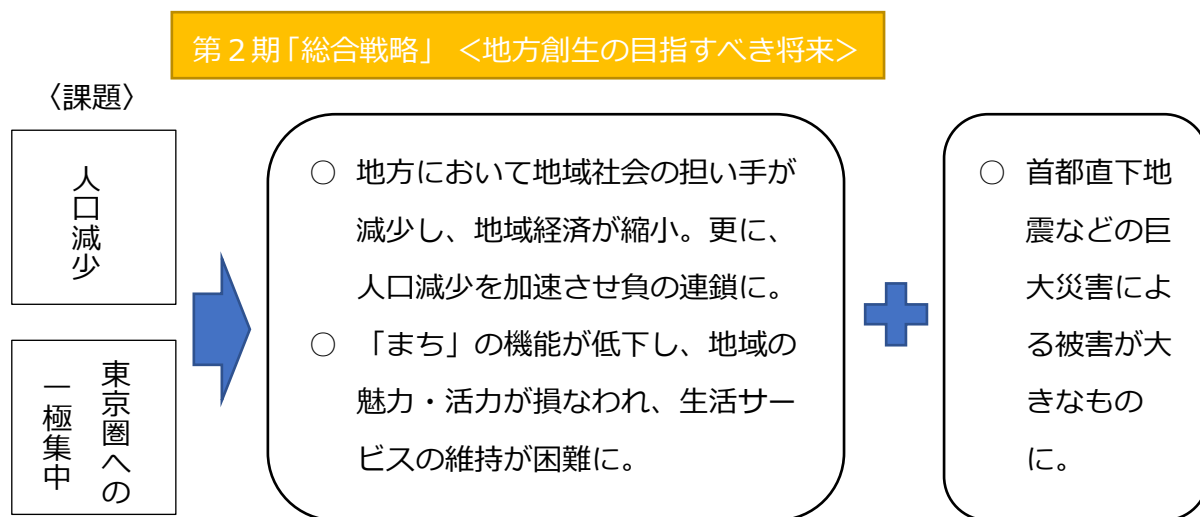 第２期「総合戦略」 ＜地方創生の目指すべき将来＞
〈課題〉
人口減少
東京圏への
一極集中
○ 地方において地域社会の担い手が
減少し、地域経済が縮小。更に、
人口減少を加速させ負の連鎖に。
○ 「まち」の機能が低下し、地域の
魅力・活力が損なわれ、生活サー
ビスの維持が困難に。
○ 首都直下地
震などの巨
大災害によ
る被害が大
きなもの
に。